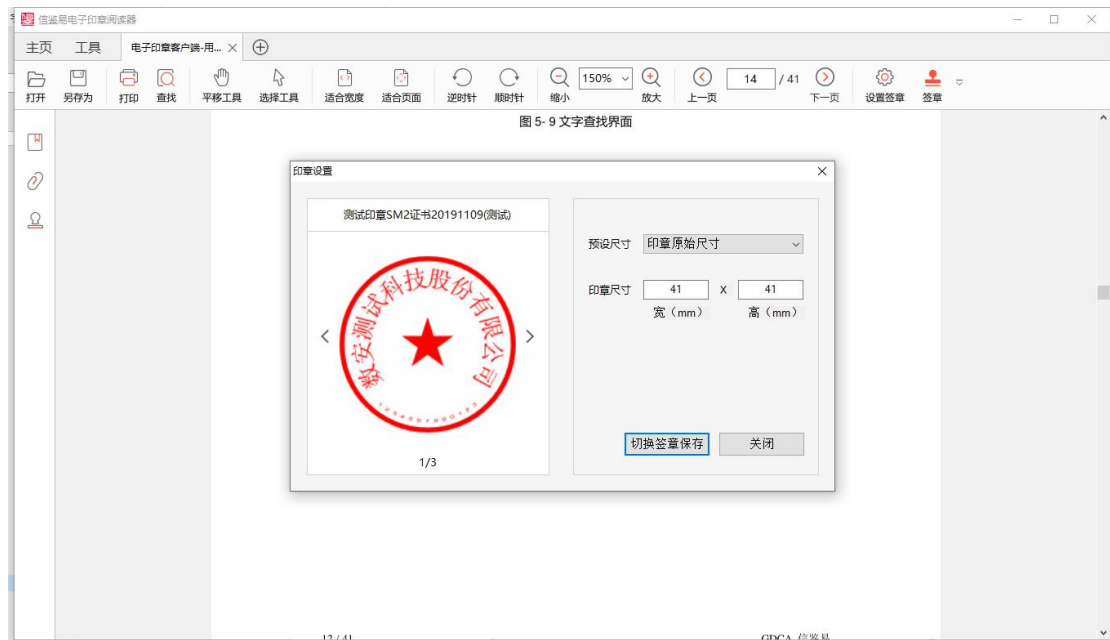 信鉴易电子印章阅读器
主页 工具 电子印章客户端-用...
打开 另存为 打印 查找 平移工具 选择工具 适合宽度 适合页面 逆时针 顺时针 缩小 150% 放大 上一页 14 / 41 下一页 设置签章 签章
图 5- 9 文字查找界面
印章设置
测试印章SM2证书20191109(测试)
数安测试科技股份有限公司
1/3
预设尺寸 印章原始尺寸
印章尺寸 41 X 41
宽（mm） 高（mm）
切换签章保存 关闭
12 / 41
GDCA 信鉴易